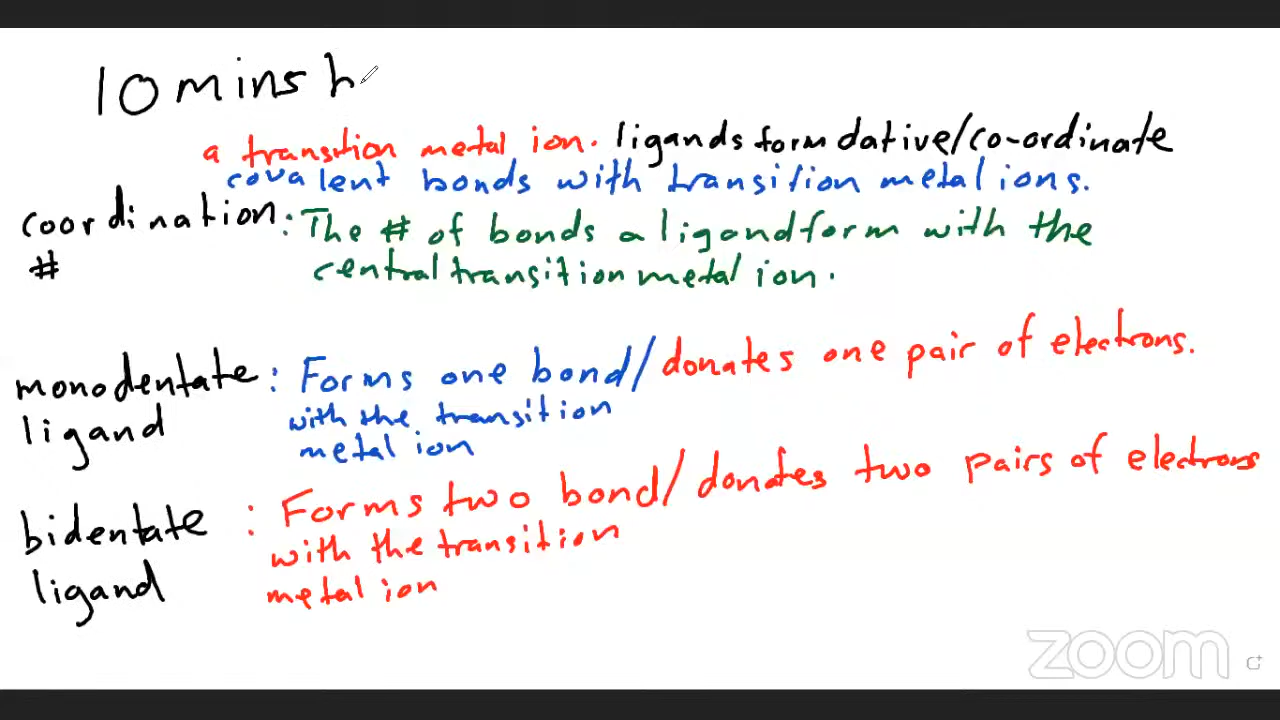 10 mins h
a transition metal ion. ligands form dative/co-ordinate
covalent bonds with transition metal ions.
coordination : The # of bonds a ligand form with the
# central transition metal ion.
monodentate : Forms one bond/donates one pair of electrons.
ligand with the transition
metal ion
bidentate : Forms two bond/donates two pairs of electrons
ligand with the transition
metal ion
zoom